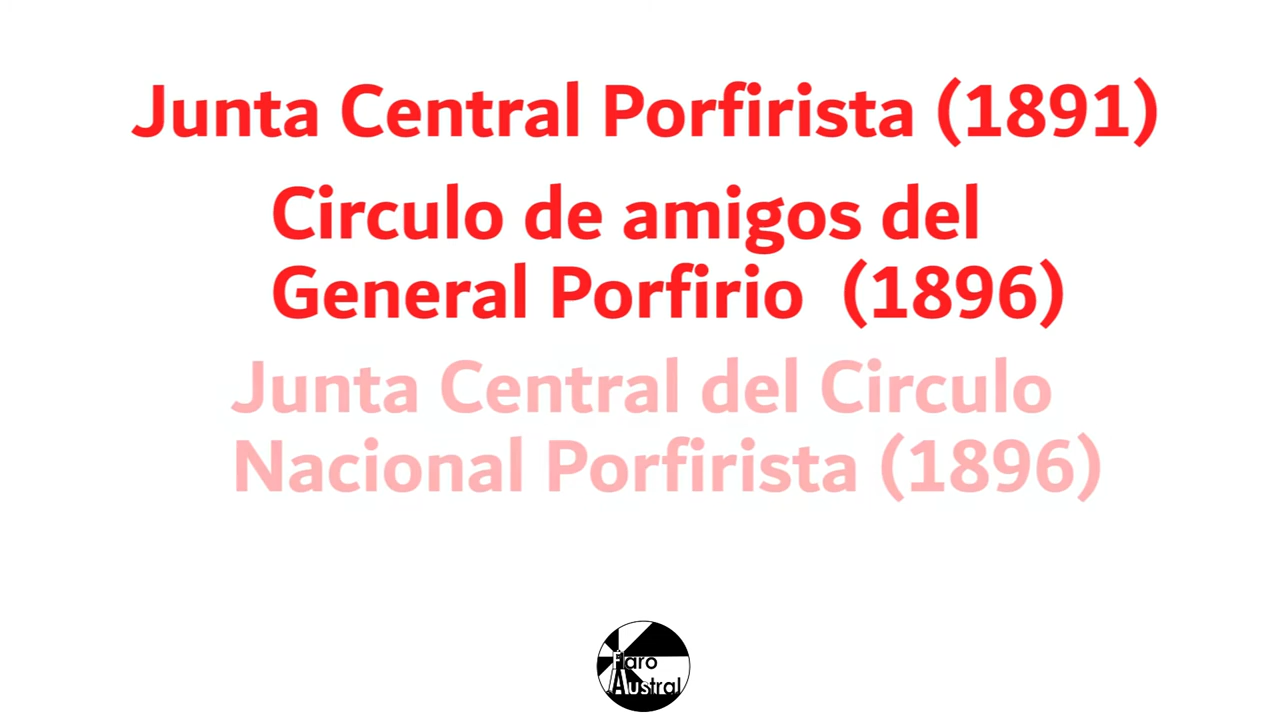 Junta Central Porfirista (1891)
Circulo de amigos del
General Porfirio (1896)
Junta Central del Circulo
Nacional Porfirista (1896)
Faro
Austral